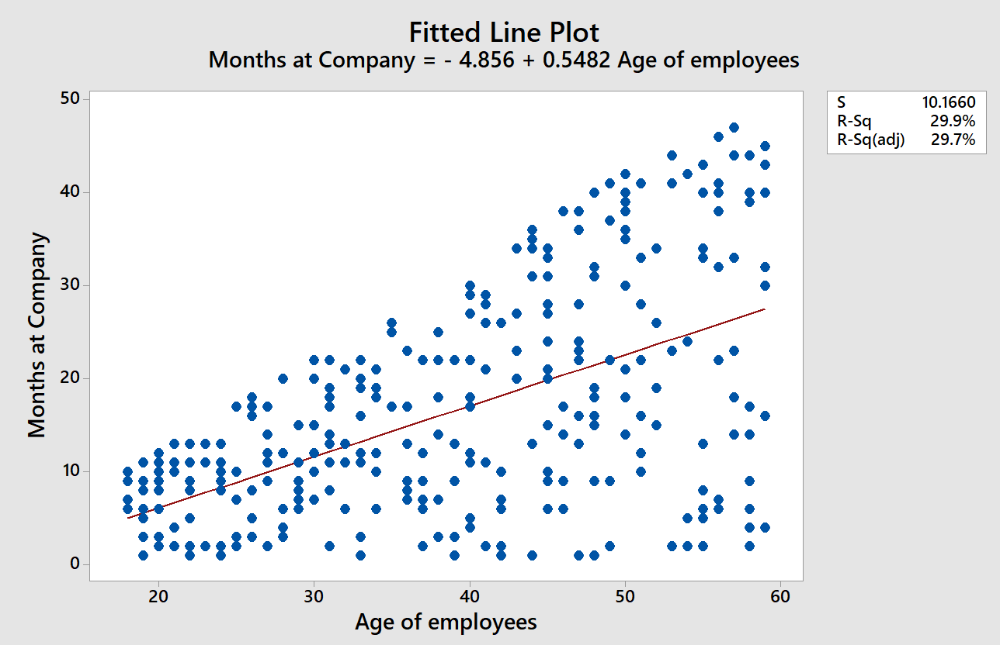 Fitted Line Plot
Months at Company = - 4.856 + 0.5482 Age of employees
S 10.1660
R-Sq 29.9%
R-Sq(adj) 29.7%
Months at Company
50
40
30
20
10
0
20 30 40 50 60
Age of employees